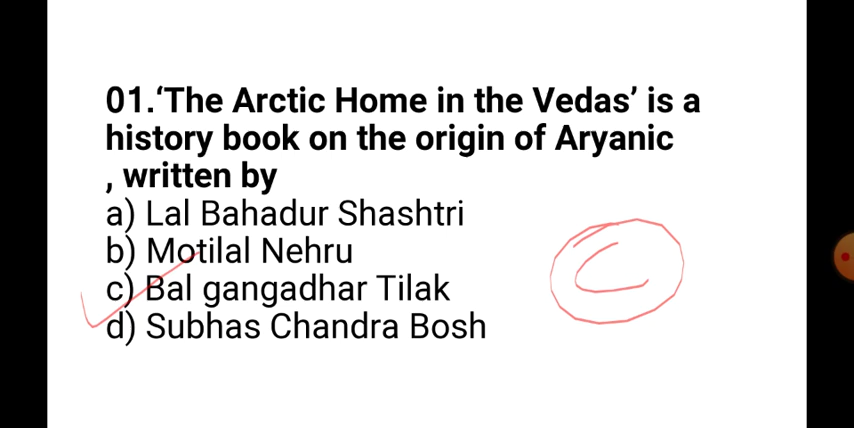 01.‘The Arctic Home in the Vedas’ is a
history book on the origin of Aryanic
, written by
a) Lal Bahadur Shashtri
b) Motilal Nehru
c) Bal gangadhar Tilak
d) Subhas Chandra Bosh
C